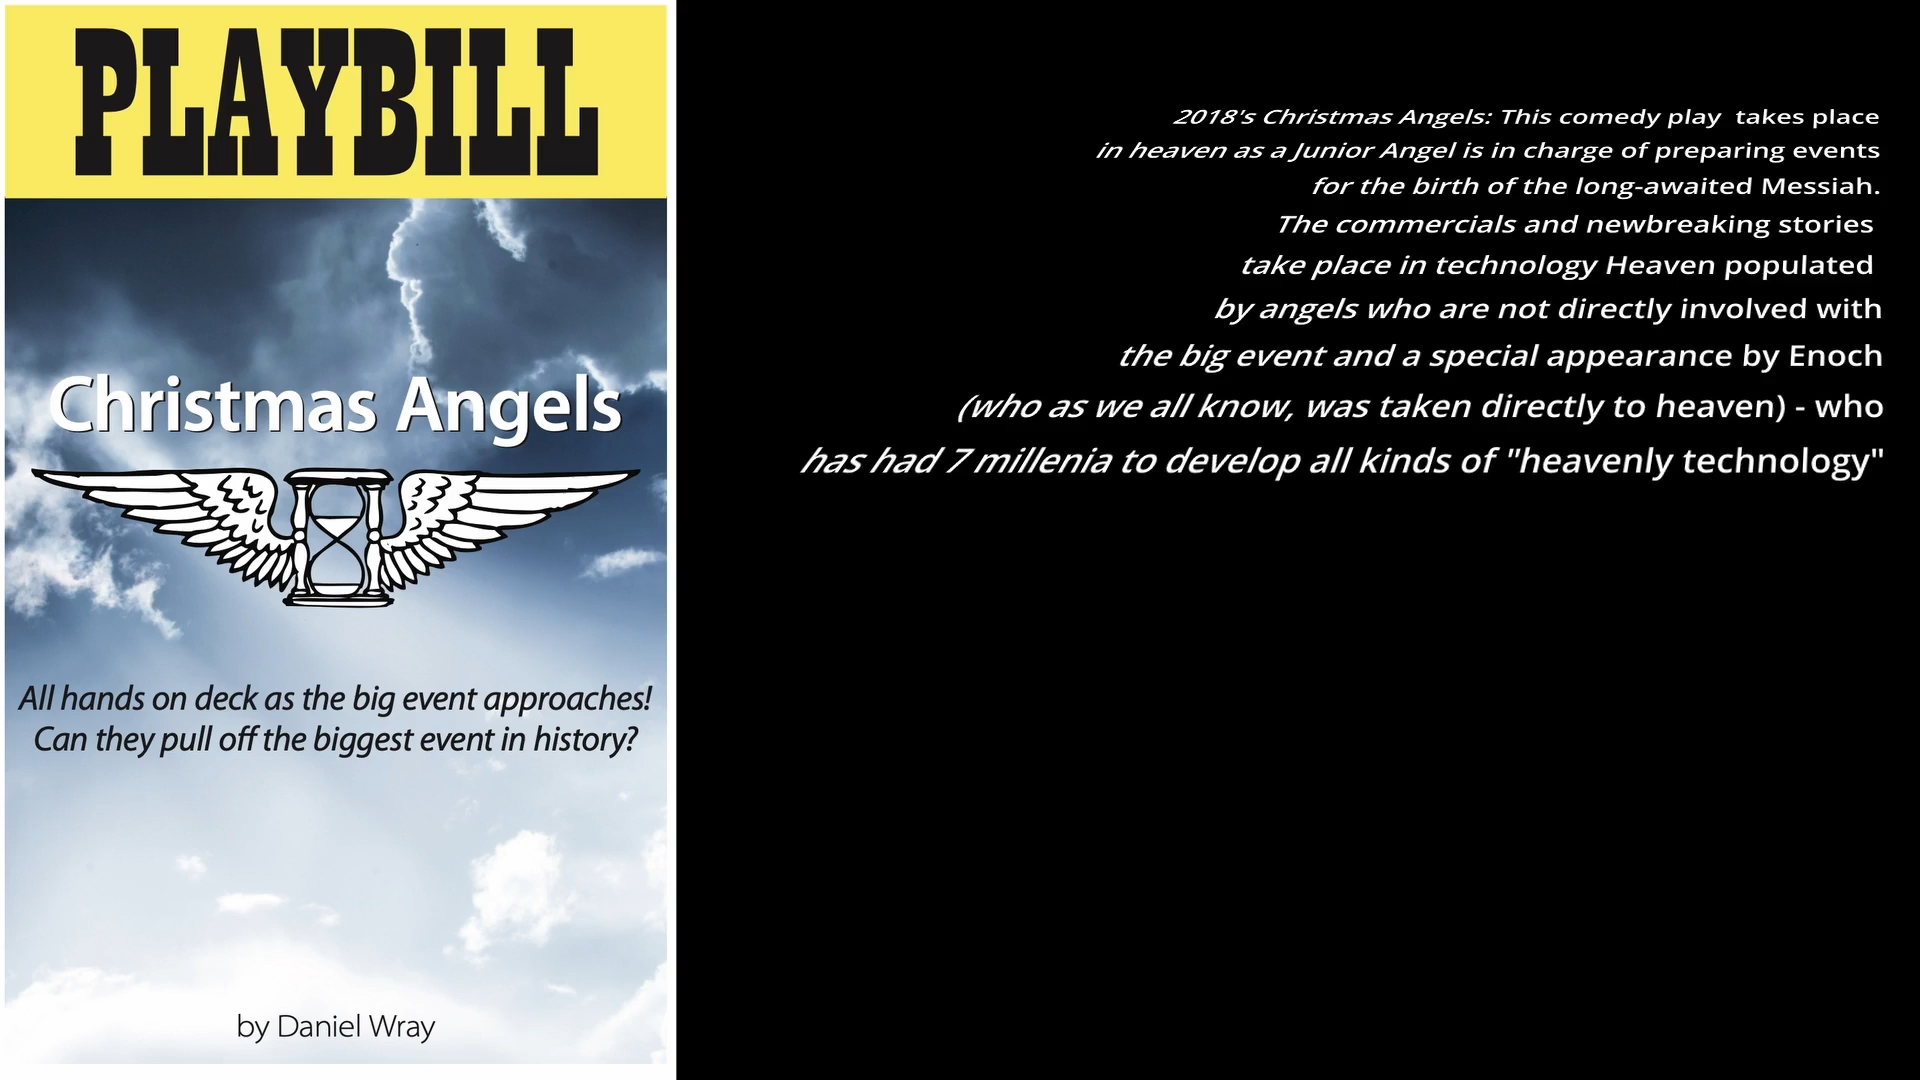 PLAYBILL
Christmas Angels
All hands on deck as the big event approaches!
Can they pull off the biggest event in history?
by Daniel Wray
2018's Christmas Angels: This comedy play takes place
in heaven as a Junior Angel is in charge of preparing events
for the birth of the long-awaited Messiah.
The commercials and newbreaking stories
take place in technology Heaven populated
by angels who are not directly involved with
the big event and a special appearance by Enoch
(who as we all know, was taken directly to heaven) - who
has had 7 millenia to develop all kinds of "heavenly technology"